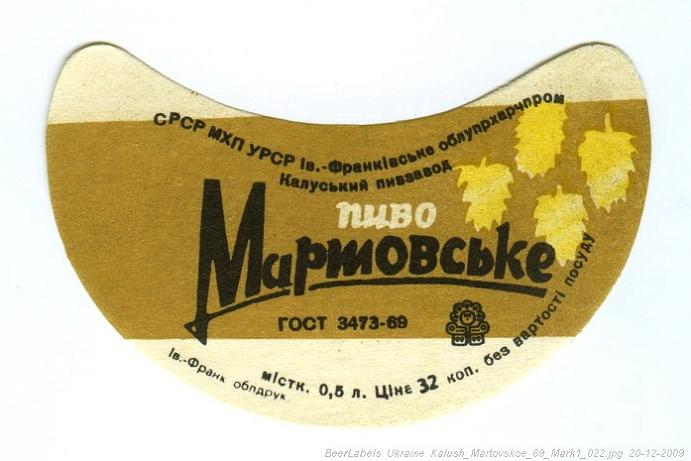 СРСР МХП УРСР Ів.-Франківське облупрхарчпром
Калуський пивзавод
пиво
Мартовське
ГОСТ 3473-69
містк. 0,5 л. Ціна 32 коп. без вартості посуду
Ів.-Франк облдрук
BeerLabels Ukraine Kalush_Martovskoe_69_Mark1_022.jpg 20-12-2009